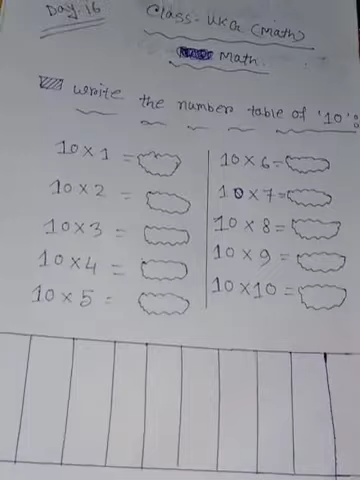 Day. 16
Class - UKG (Math)
Math.
Write the number table of '10':
10 × 1 =
10 × 2 =
10 × 3 =
10 × 4 =
10 × 5 =
10 × 6 =
10 × 7 =
10 × 8 =
10 × 9 =
10 × 10 =